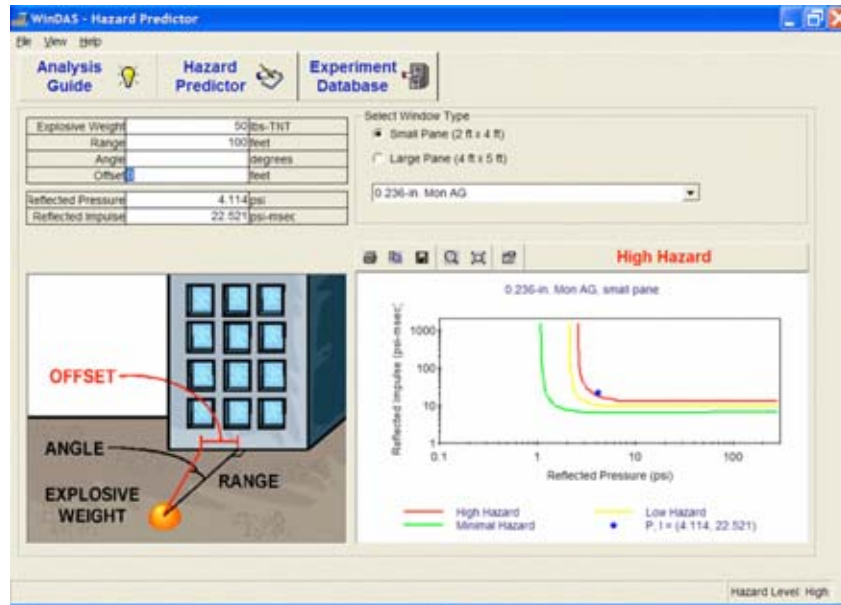 WinDAS - Hazard Predictor
File View Help
Analysis Guide
Hazard Predictor
Experiment Database
Explosive Weight 50 lbs-TNT
Range 100 feet
Angle degrees
Offset 0 feet
Reflected Pressure 4.114 psi
Reflected Impulse 22.521 psi-msec
Select Window Type
Small Pane (2 ft x 4 ft)
Large Pane (4 ft x 5 ft)
0.236-in. Mon AG
High Hazard
0.236-in. Mon AG, small pane
Reflected Impulse (psi-msec)
1000
100
10
1
0.1 1 10 100
Reflected Pressure (psi)
High Hazard
Low Hazard
Minimal Hazard
P, I = (4.114, 22.521)
OFFSET
ANGLE
RANGE
EXPLOSIVE
WEIGHT
Hazard Level: High